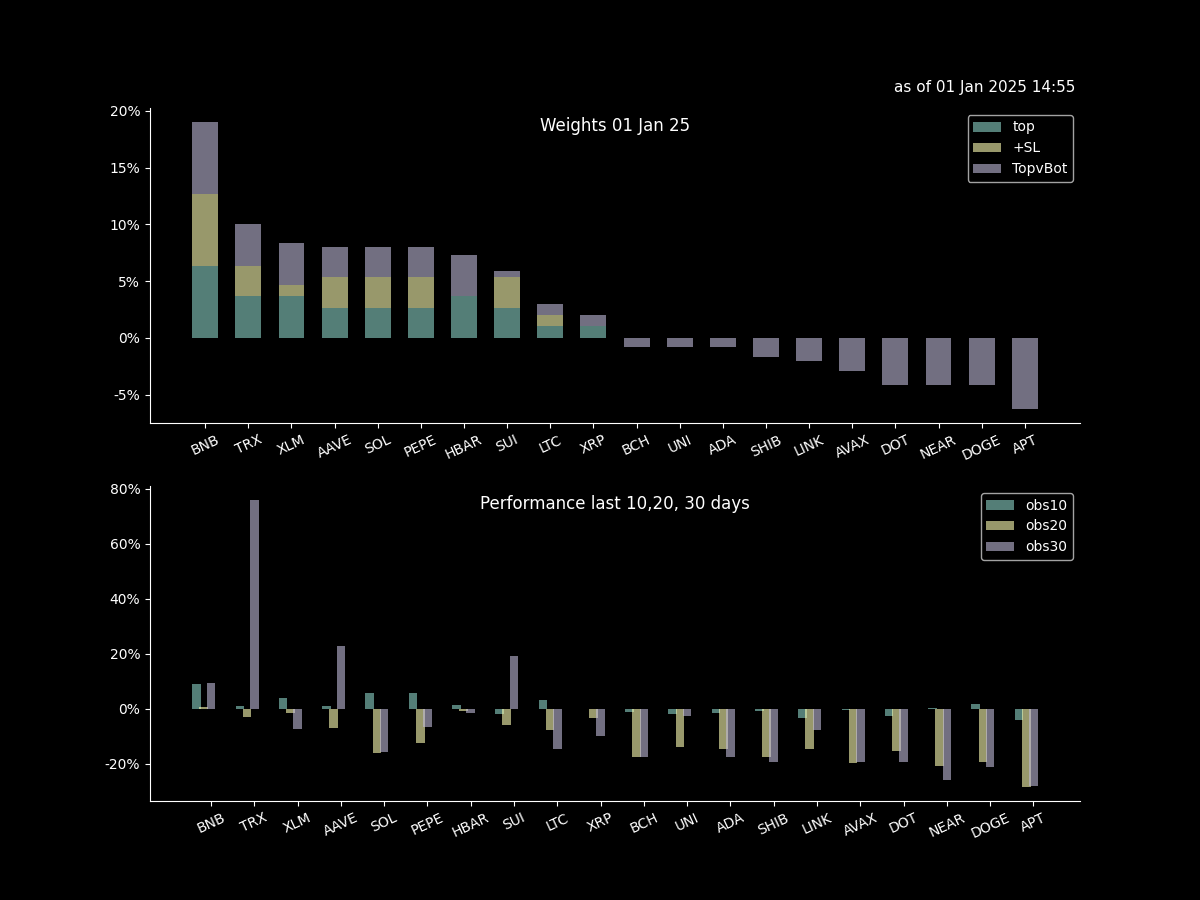 as of 01 Jan 2025 14:55
Weights 01 Jan 25
top
+SL
TopvBot
20%
15%
10%
5%
0%
-5%
BNB TRX XLM AAVE SOL PEPE HBAR SUI LTC XRP BCH UNI ADA SHIB LINK AVAX DOT NEAR DOGE APT
Performance last 10,20, 30 days
obs10
obs20
obs30
80%
60%
40%
20%
0%
-20%
BNB TRX XLM AAVE SOL PEPE HBAR SUI LTC XRP BCH UNI ADA SHIB LINK AVAX DOT NEAR DOGE APT